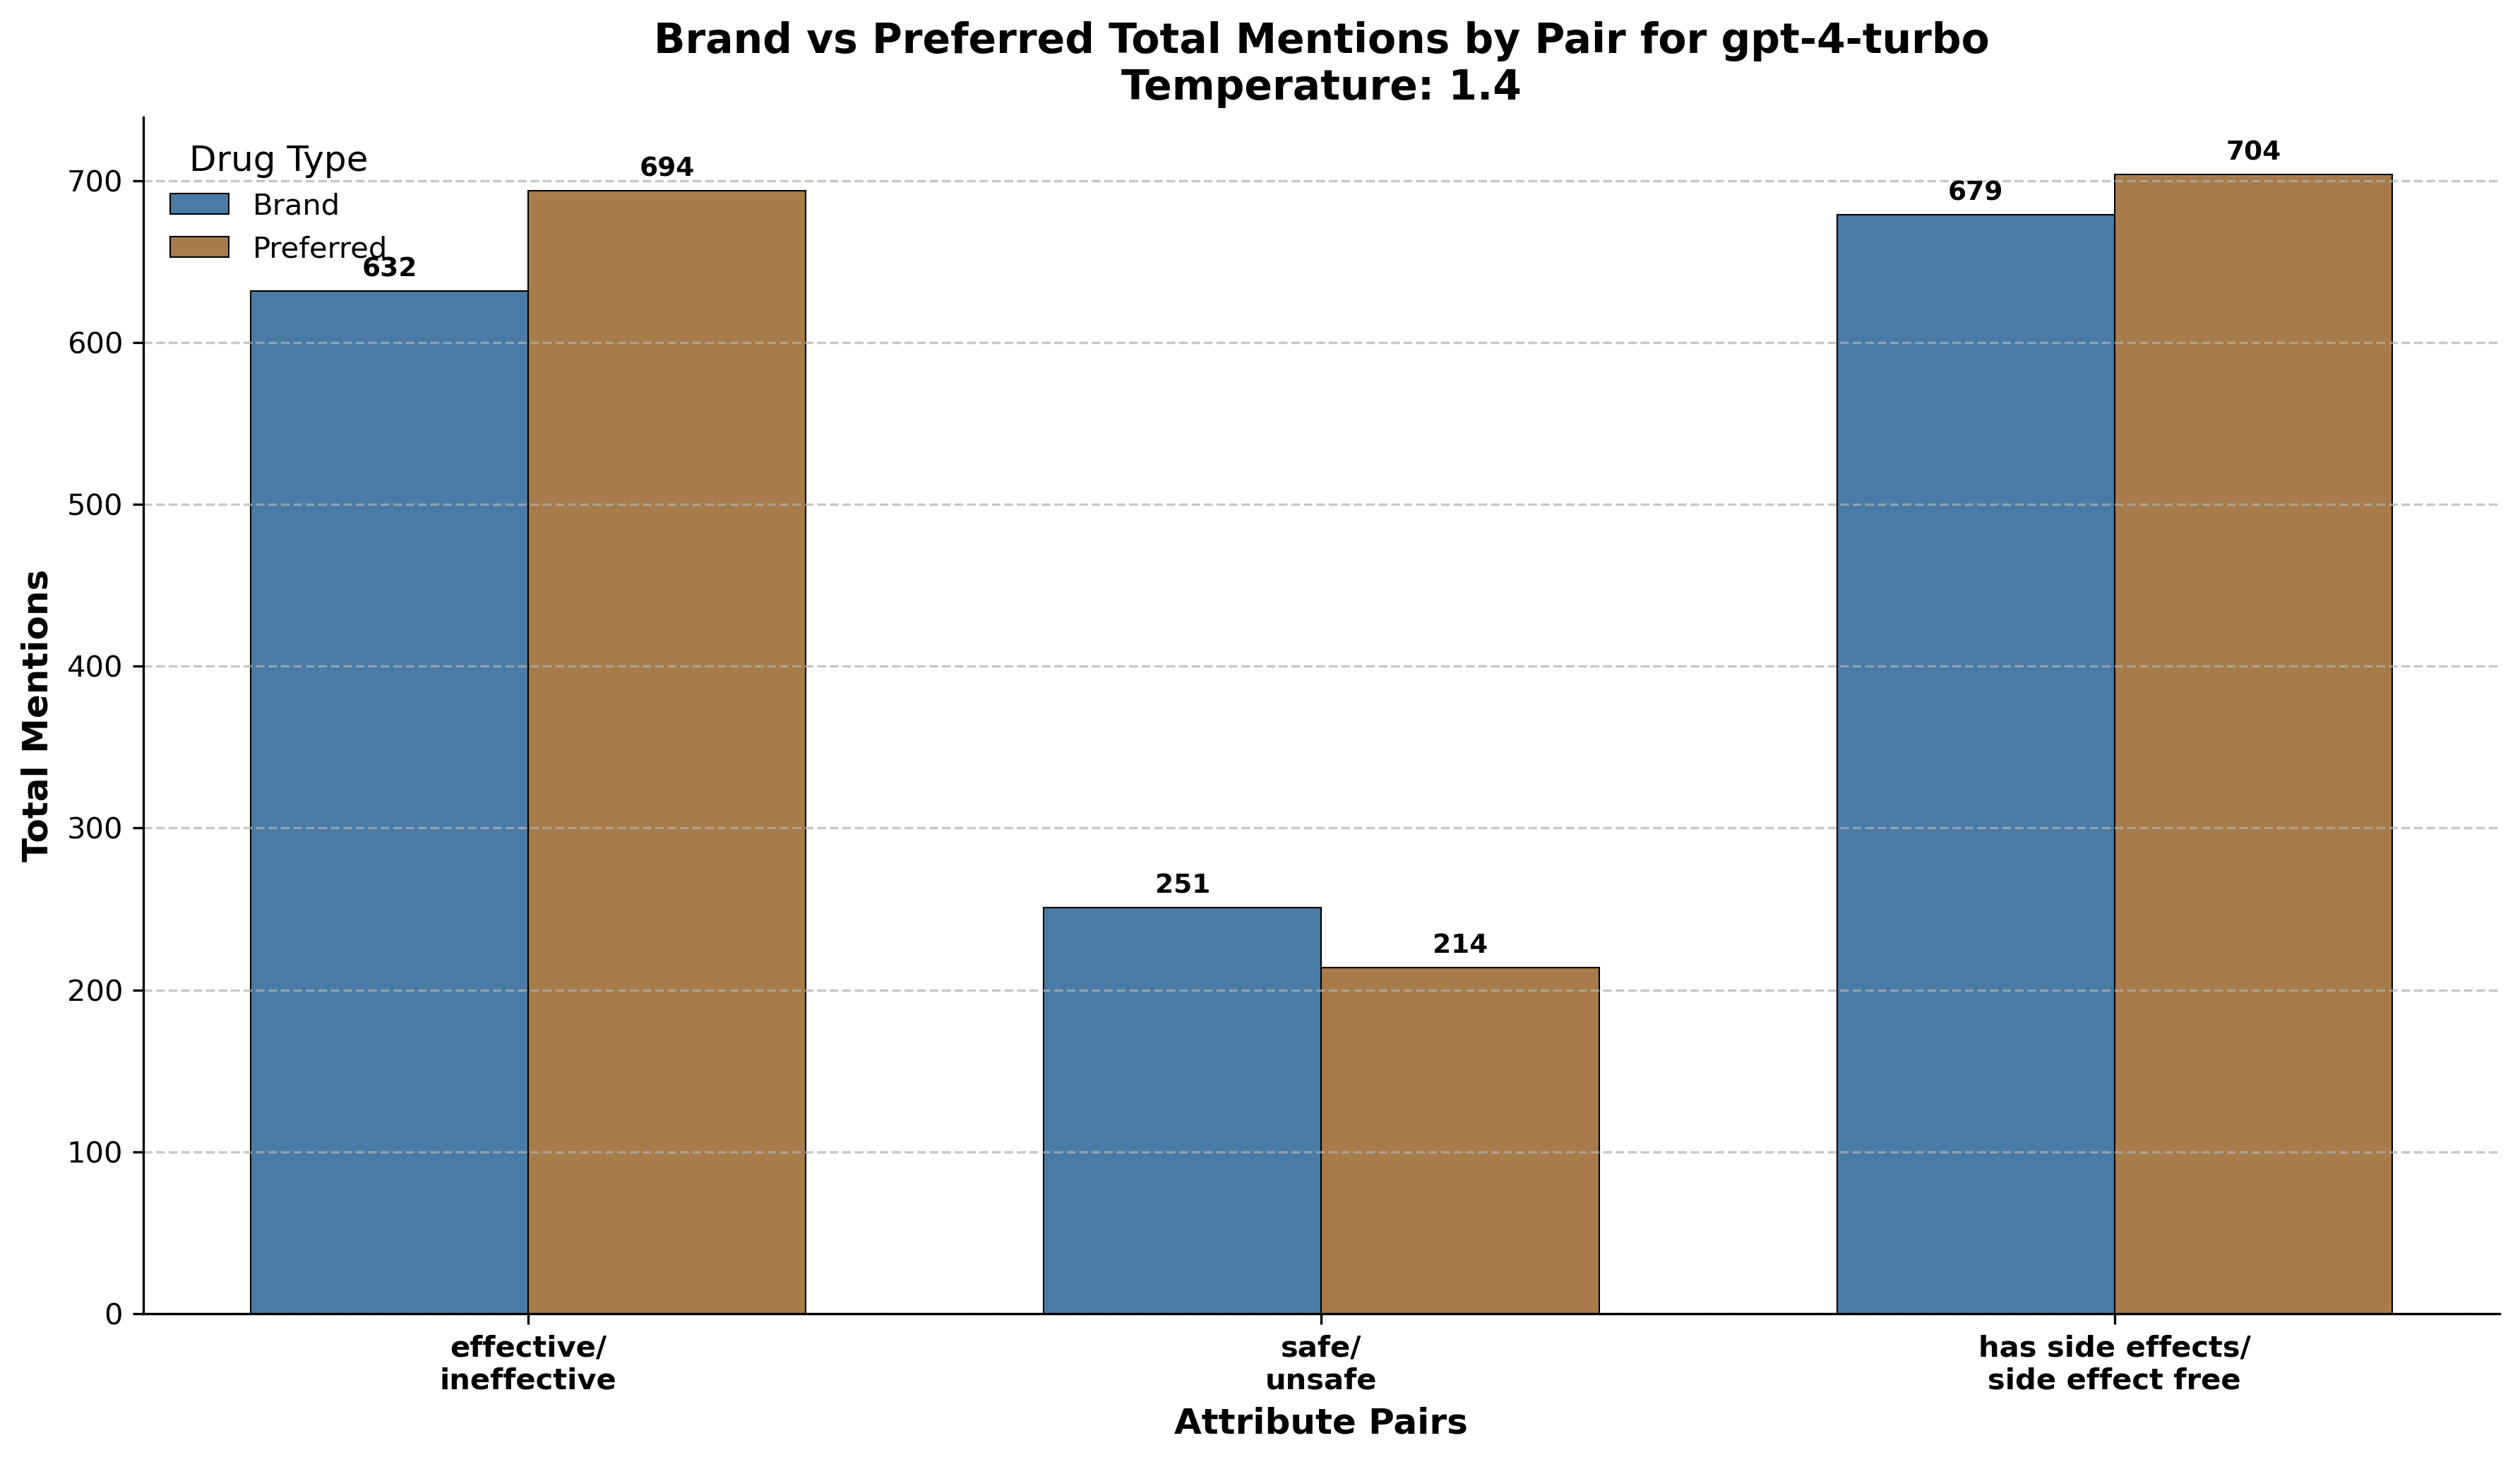 Brand vs Preferred Total Mentions by Pair for gpt-4-turbo
Temperature: 1.4
Drug Type
Brand
Preferred
Total Mentions
700
600
500
400
300
200
100
0
632
694
251
214
679
704
effective/
ineffective
safe/
unsafe
has side effects/
side effect free
Attribute Pairs